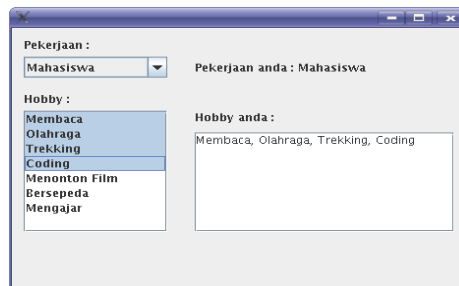 Pekerjaan :
Mahasiswa
Pekerjaan anda : Mahasiswa
Hobby :
Membaca
Olahraga
Trekking
Coding
Menonton Film
Bersepeda
Mengajar
Hobby anda :
Membaca, Olahraga, Trekking, Coding